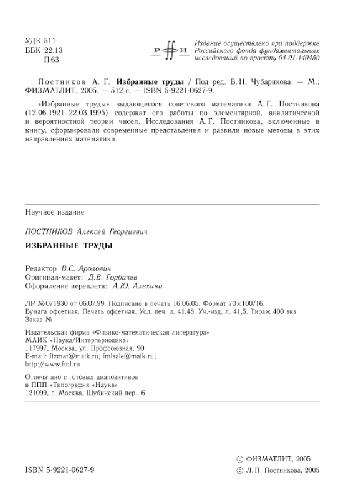 УДК 511
ББК 22.13
П 63
Р Ф Ф И
Издание осуществлено при поддержке
Российского фонда фундаментальных
исследований по проекту 04-01-14045д
Постников А. Г. Избранные труды / Под ред. В.Н. Чубарикова. — М.:
ФИЗМАТЛИТ, 2005. — 512 с. — ISBN 5-9221-0627-9.
«Избранные труды» выдающегося советского математика А. Г. Постникова
(12.06.1921–22.03.1995) содержат его работы по элементарной, аналитической
и вероятностной теории чисел. Исследования А. Г. Постникова, включенные в
книгу, сформировали современные представления и развили новые методы в этих
направлениях математики.
Научное издание
ПОСТНИКОВ Алексей Георгиевич
ИЗБРАННЫЕ ТРУДЫ
Редактор В.С. Аролович
Оригинал-макет: Д.В. Горбачев
Оформление переплета: А.Ю. Алехина
ЛР №071930 от 06.07.99. Подписано в печать 16.06.05. Формат 70×100/16.
Бумага офсетная. Печать офсетная. Усл. печ. л. 41,48. Уч.-изд. л. 41,5. Тираж 400 экз.
Заказ №
Издательская фирма «Физико-математическая литература»
МАИК «Наука/Интерпериодика»
117997, Москва, ул. Профсоюзная, 90
E-mail: fizmat@maik.ru, fmlsale@maik.ru;
http://www.fml.ru
Отпечатано с готовых диапозитивов
в ППП «Типография «Наука»
121099, г. Москва, Шубинский пер., 6
© ФИЗМАТЛИТ, 2005
ISBN 5-9221-0627-9
© Л. П. Постникова, 2005